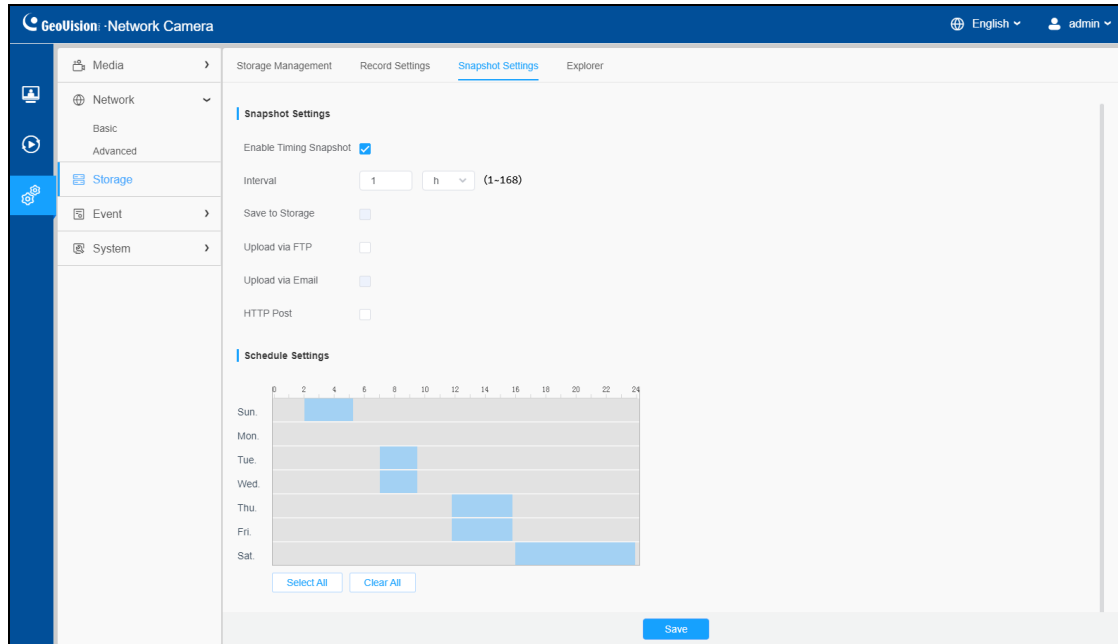 GeoVision Network Camera
English
admin
Media
Network
Basic
Advanced
Storage
Event
System
Storage Management
Record Settings
Snapshot Settings
Explorer
Snapshot Settings
Enable Timing Snapshot
Interval 1 h (1~168)
Save to Storage
Upload via FTP
Upload via Email
HTTP Post
Schedule Settings
0 2 4 6 8 10 12 14 16 18 20 22 24
Sun.
Mon.
Tue.
Wed.
Thu.
Fri.
Sat.
Select All
Clear All
Save